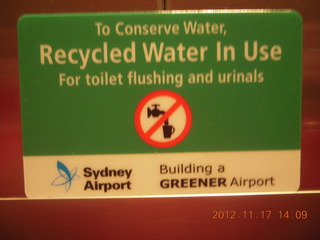 To Conserve Water,
Recycled Water In Use
For toilet flushing and urinals
Sydney Airport
Building a
GREENER Airport
2012.11.17 14:09